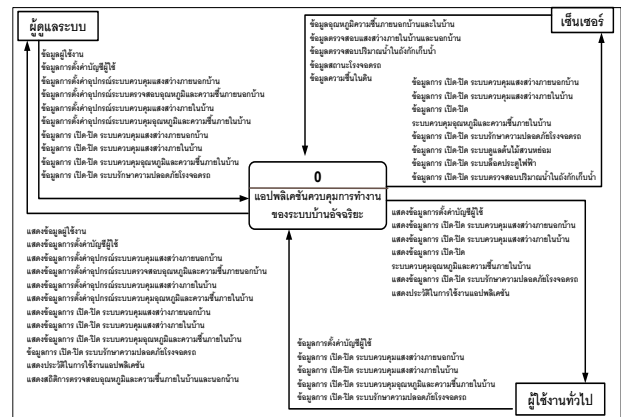 ผู้ดูแลระบบ
เซ็นเซอร์
ข้อมูลผู้ใช้งาน
ข้อมูลการตั้งค่าบัญชีผู้ใช้
ข้อมูลการตั้งค่าอุปกรณ์ระบบควบคุมแสงสว่างภายนอกบ้าน
ข้อมูลการตั้งค่าอุปกรณ์ระบบตรวจสอบอุณหภูมิและความชื้นภายนอกบ้าน
ข้อมูลการตั้งค่าอุปกรณ์ระบบควบคุมแสงสว่างภายในบ้าน
ข้อมูลการตั้งค่าอุปกรณ์ระบบควบคุมอุณหภูมิและความชื้นภายในบ้าน
ข้อมูลการ เปิด-ปิด ระบบควบคุมแสงสว่างภายนอกบ้าน
ข้อมูลการ เปิด-ปิด ระบบควบคุมแสงสว่างภายในบ้าน
ข้อมูลการ เปิด-ปิด ระบบควบคุมอุณหภูมิและความชื้นภายในบ้าน
ข้อมูลการ เปิด-ปิด ระบบรักษาความปลอดภัยโรงจอดรถ
ข้อมูลอุณหภูมิความชื้นภายนอกบ้านและในบ้าน
ข้อมูลตรวจสอบแสงสว่างภายในบ้านและนอกบ้าน
ข้อมูลตรวจสอบปริมาณน้ำในถังกักเก็บน้ำ
ข้อมูลสถานะโรงจอดรถ
ข้อมูลความชื้นในดิน
ข้อมูลการ เปิด-ปิด ระบบควบคุมแสงสว่างภายนอกบ้าน
ข้อมูลการ เปิด-ปิด ระบบควบคุมแสงสว่างภายในบ้าน
ข้อมูลการ เปิด-ปิด
ระบบควบคุมอุณหภูมิและความชื้นภายในบ้าน
ข้อมูลการ เปิด-ปิด ระบบรักษาความปลอดภัยโรงจอดรถ
ข้อมูลการ เปิด-ปิด ระบบดูแลต้นไม้สวนหย่อม
ข้อมูลการ เปิด-ปิด ระบบล็อคประตูไฟฟ้า
ข้อมูลการ เปิด-ปิด ระบบตรวจสอบปริมาณน้ำในถังกักเก็บน้ำ
0
แอปพลิเคชันควบคุมการทำงาน
ของระบบบ้านอัจฉริยะ
แสดงข้อมูลผู้ใช้งาน
แสดงข้อมูลการตั้งค่าบัญชีผู้ใช้
แสดงข้อมูลการตั้งค่าอุปกรณ์ระบบควบคุมแสงสว่างภายนอกบ้าน
แสดงข้อมูลการตั้งค่าอุปกรณ์ระบบตรวจสอบอุณหภูมิและความชื้นภายนอกบ้าน
แสดงข้อมูลการตั้งค่าอุปกรณ์ระบบควบคุมแสงสว่างภายในบ้าน
แสดงข้อมูลการตั้งค่าอุปกรณ์ระบบควบคุมอุณหภูมิและความชื้นภายในบ้าน
แสดงข้อมูลการ เปิด-ปิด ระบบควบคุมแสงสว่างภายนอกบ้าน
แสดงข้อมูลการ เปิด-ปิด ระบบควบคุมแสงสว่างภายในบ้าน
แสดงข้อมูลการ เปิด-ปิด ระบบควบคุมอุณหภูมิและความชื้นภายในบ้าน
ข้อมูลการ เปิด-ปิด ระบบรักษาความปลอดภัยโรงจอดรถ
แสดงประวัติในการใช้งานแอปพลิเคชัน
แสดงสถิติการตรวจสอบอุณหภูมิและความชื้นภายในบ้านและนอกบ้าน
แสดงข้อมูลการตั้งค่าบัญชีผู้ใช้
แสดงข้อมูลการ เปิด-ปิด ระบบควบคุมแสงสว่างภายนอกบ้าน
แสดงข้อมูลการ เปิด-ปิด ระบบควบคุมแสงสว่างภายในบ้าน
แสดงข้อมูลการ เปิด-ปิด
ระบบควบคุมอุณหภูมิและความชื้นภายในบ้าน
แสดงข้อมูลการ เปิด-ปิด ระบบรักษาความปลอดภัยโรงจอดรถ
แสดงประวัติในการใช้งานแอปพลิเคชัน
ข้อมูลการตั้งค่าบัญชีผู้ใช้
ข้อมูลการ เปิด-ปิด ระบบควบคุมแสงสว่างภายนอกบ้าน
ข้อมูลการ เปิด-ปิด ระบบควบคุมแสงสว่างภายในบ้าน
ข้อมูลการ เปิด-ปิด ระบบควบคุมอุณหภูมิและความชื้นภายในบ้าน
ข้อมูลการ เปิด-ปิด ระบบรักษาความปลอดภัยโรงจอดรถ
ผู้ใช้งานทั่วไป